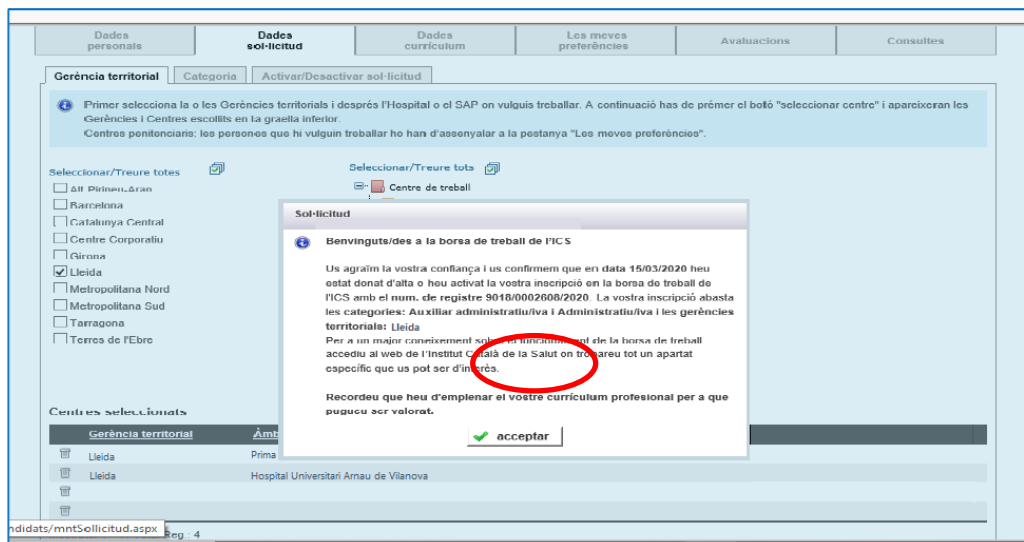 Dades personals
Dades sol·licitud
Dades currículum
Les meves preferències
Avaluacions
Consultes
Gerència territorial
Categoria
Activar/Desactivar sol·licitud
Primer selecciona la o les Gerències territorials i després l'Hospital o el SAP on vulguis treballar. A continuació has de prémer el botó "seleccionar centre" i apareixeran les
Gerències i Centres escollits en la graella inferior.
Centres penitenciaris: les persones que hi vulguin treballar ho han d'assenyalar a la pestanya "Les meves preferències".
Seleccionar/Treure totes
Seleccionar/Treure tots
Alt Pirineu-Aran
Centre de treball
Barcelona
Catalunya Central
Centre Corporatiu
Girona
Lleida
Metropolitana Nord
Metropolitana Sud
Tarragona
Terres de l'Ebre
Sol·licitud
Benvinguts/des a la borsa de treball de l'ICS
Us agraïm la vostra confiança i us confirmem que en data 15/03/2020 heu
estat donat d'alta o heu activat la vostra inscripció en la borsa de treball de
l'ICS amb el num. de registre 9018/0002608/2020. La vostra inscripció abasta
les categories: Auxiliar administratiu/iva i Administratiu/iva i les gerències
territorials: Lleida
Per a un major coneixement sobre el funcionament de la borsa de treball
accediu al web de l'Institut Català de la Salut on trobareu tot un apartat
específic que us pot ser d'interès.
Recordeu que heu d'emplenar el vostre currículum profesional per a que
pugueu ser valorat.
acceptar
Centres seleccionats
Gerència territorial
Àmb
Lleida
Prima
Lleida
Hospital Universitari Arnau de Vilanova
ndidats/mntSollicitud.aspx
Reg.: 4